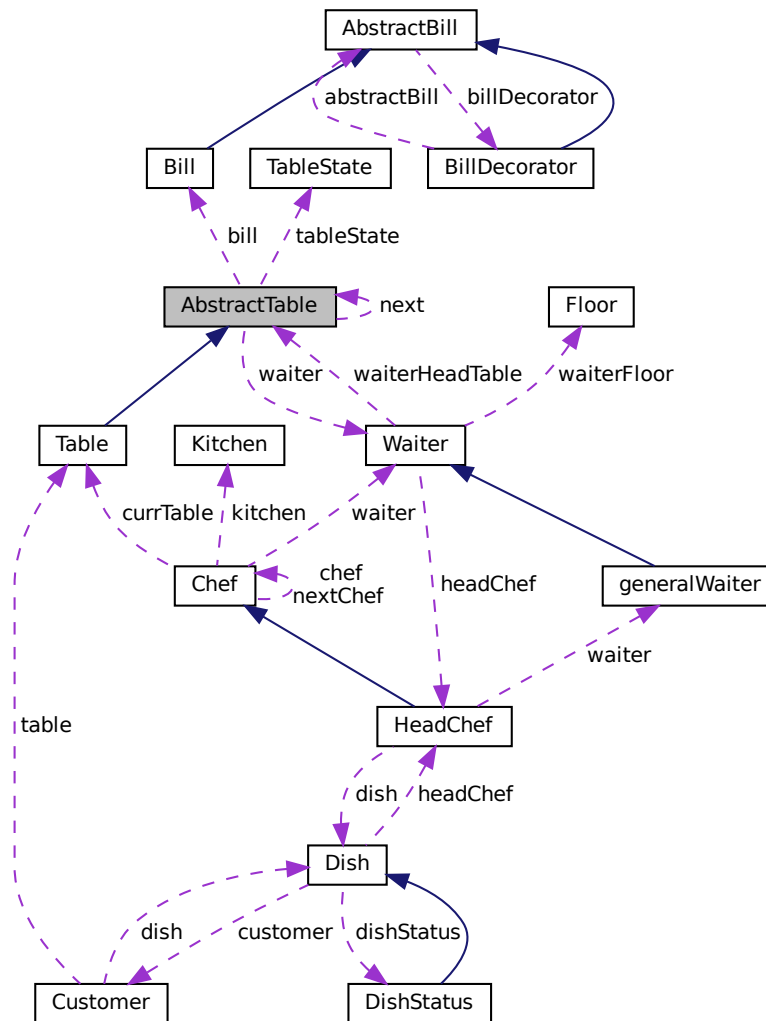 AbstractBill
abstractBill
billDecorator
Bill
TableState
BillDecorator
bill
tableState
AbstractTable
next
Floor
waiter
waiterHeadTable
waiterFloor
Table
Kitchen
Waiter
currTable
kitchen
waiter
chef
nextChef
headChef
Chef
generalWaiter
waiter
table
HeadChef
dish
headChef
Dish
dish
customer
dishStatus
Customer
DishStatus